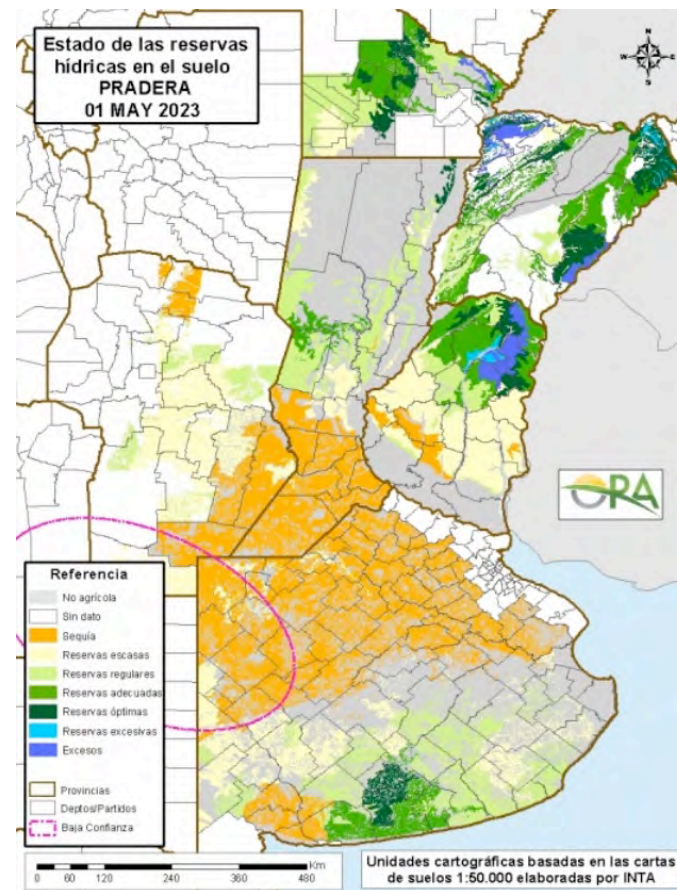 Estado de las reservas
hídricas en el suelo
PRADERA
01 MAY 2023
N
W
E
S
ORA
Referencia
No agrícola
Sin dato
Sequía
Reservas escasas
Reservas regulares
Reservas adecuadas
Reservas óptimas
Reservas excesivas
Excesos
Provincias
Deptos/Partidos
Baja Confianza
Km
0 60 120 240 360 480
Unidades cartográficas basadas en las cartas
de suelos 1:50.000 elaboradas por INTA